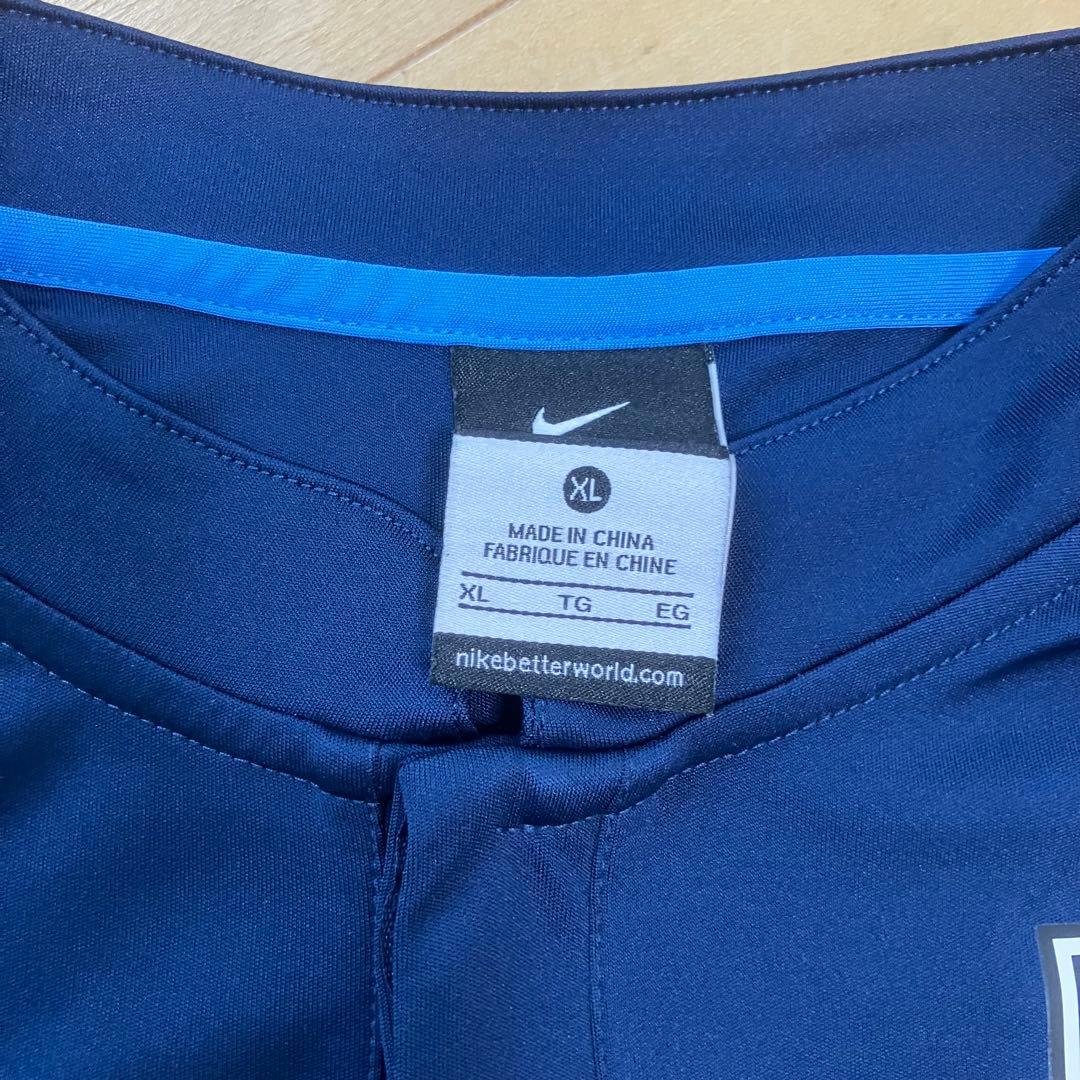 XL
MADE IN CHINA
FABRIQUE EN CHINE
XL TG EG
nikebetterworld.com